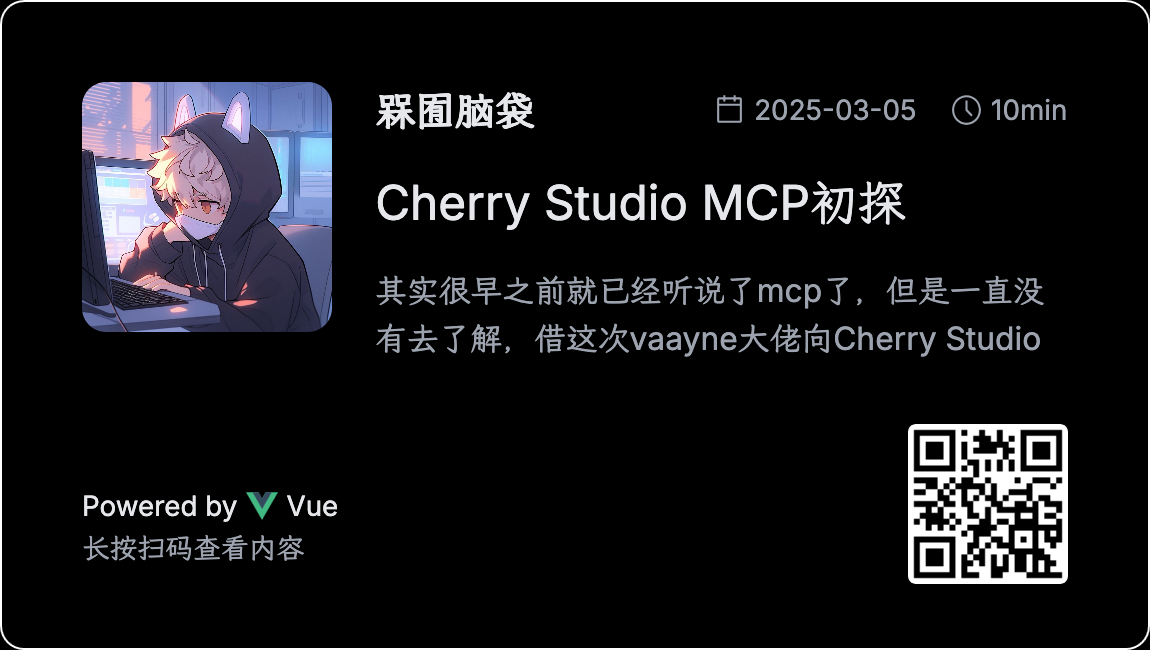 槑囿脑袋
2025-03-05
10min
Cherry Studio MCP初探
其实很早之前就已经听说了mcp了，但是一直没
有去了解，借这次vaayne大佬向Cherry Studio
Powered by Vue
长按扫码查看内容